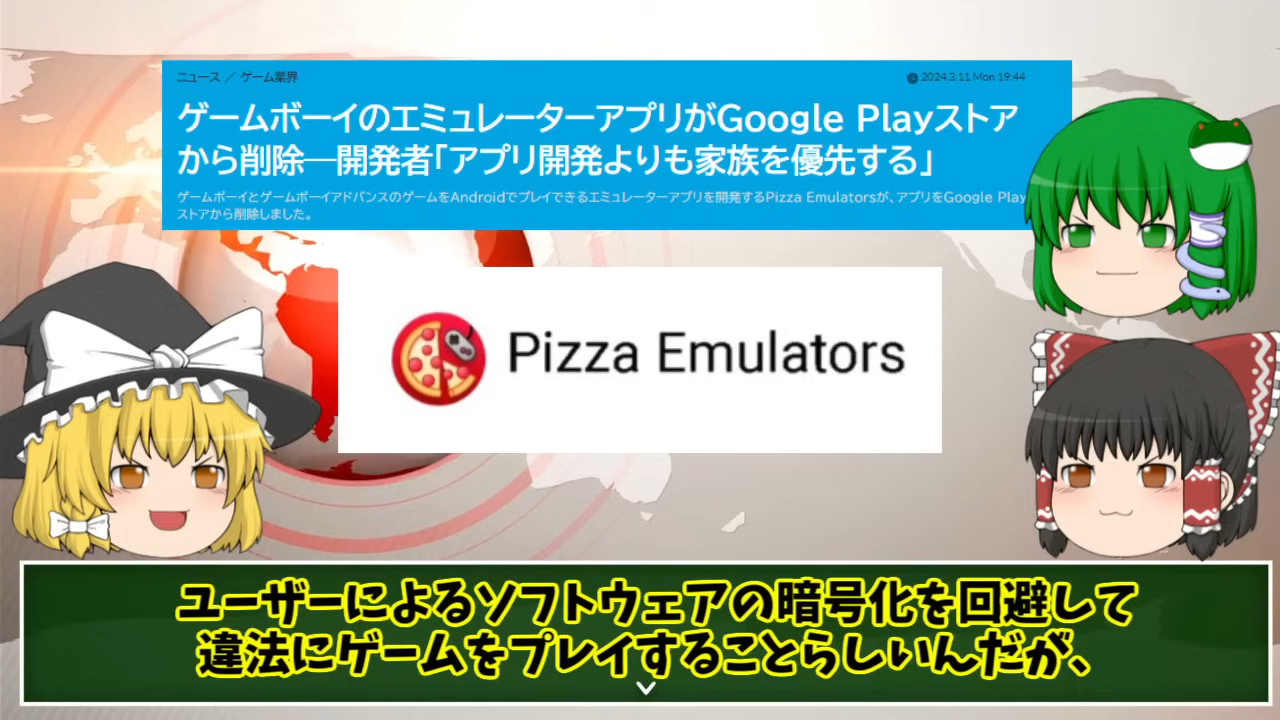 ニュース ／ ゲーム業界
2024.3.11 Mon 19:44
ゲームボーイのエミュレーターアプリがGoogle Playストア
から削除―開発者「アプリ開発よりも家族を優先する」
ゲームボーイとゲームボーイアドバンスのゲームをAndroidでプレイできるエミュレーターアプリを開発するPizza Emulatorsが、アプリをGoogle Play
ストアから削除しました。
Pizza Emulators
ユーザーによるソフトウェアの暗号化を回避して
違法にゲームをプレイすることらしいんだが、